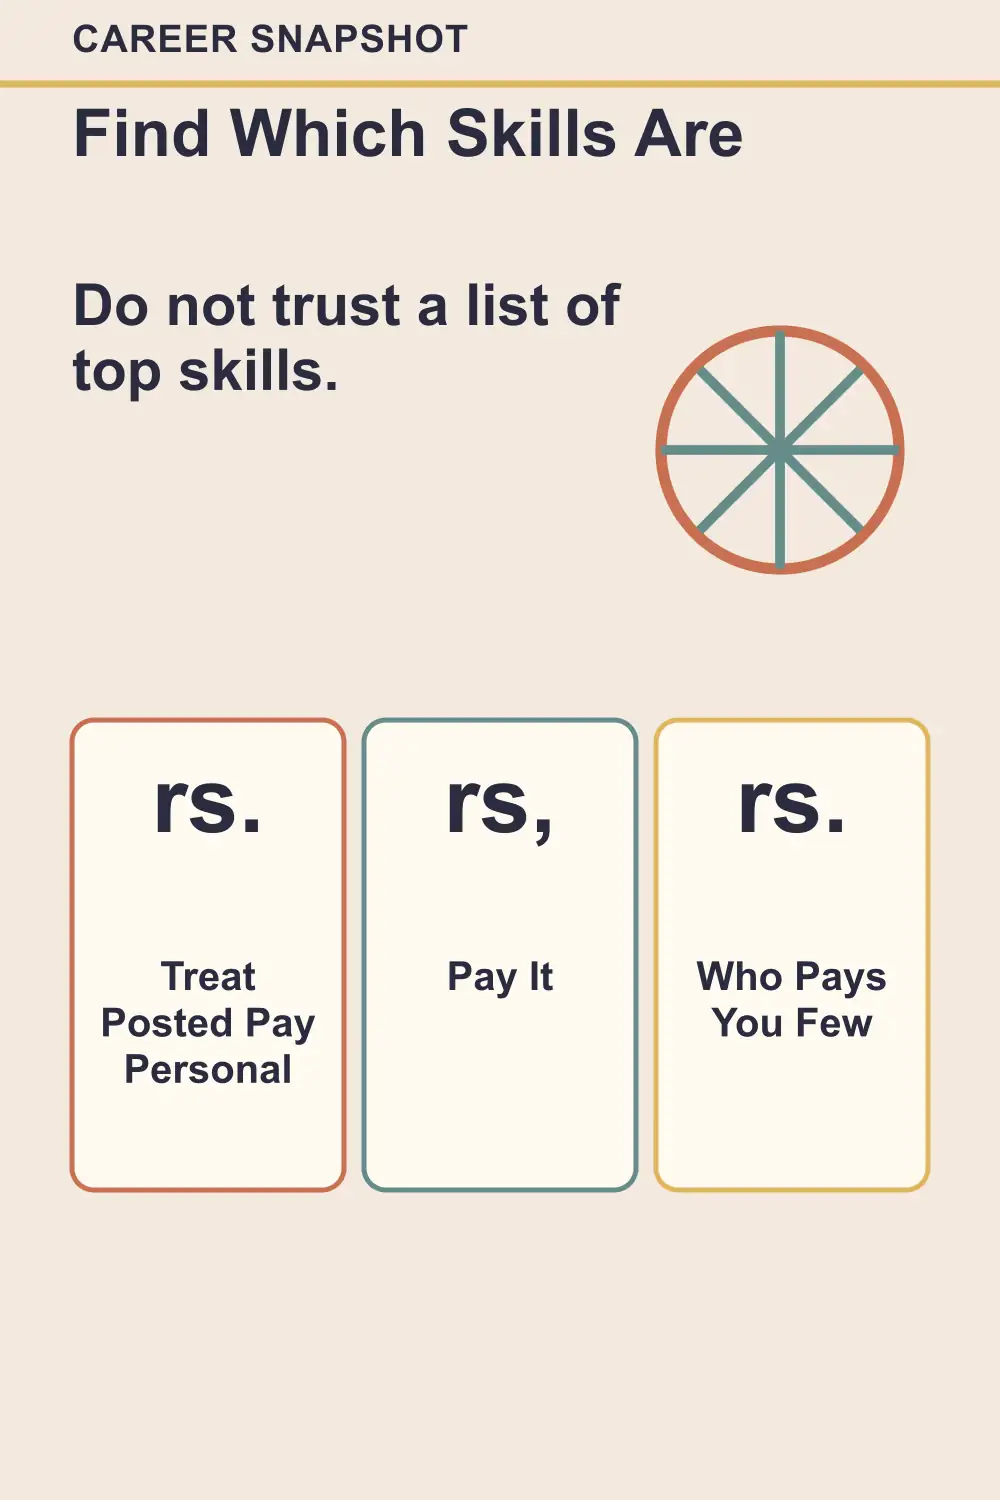 CAREER SNAPSHOT
Find Which Skills Are
Do not trust a list of
top skills.
rs.
Treat
Posted Pay
Personal
rs,
Pay It
rs.
Who Pays
You Few